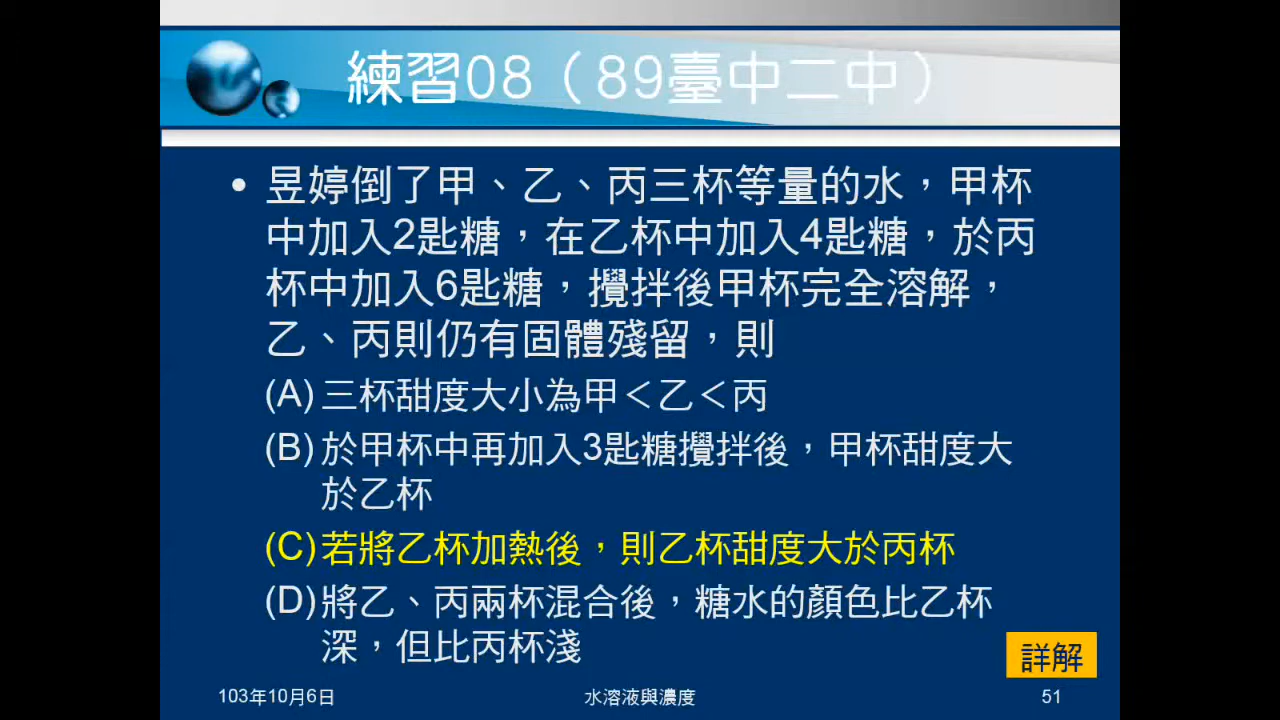 練習08（89臺中二中）
• 昱婷倒了甲、乙、丙三杯等量的水，甲杯
中加入2匙糖，在乙杯中加入4匙糖，於丙
杯中加入6匙糖，攪拌後甲杯完全溶解，
乙、丙則仍有固體殘留，則
(A)三杯甜度大小為甲＜乙＜丙
(B)於甲杯中再加入3匙糖攪拌後，甲杯甜度大
於乙杯
(C)若將乙杯加熱後，則乙杯甜度大於丙杯
(D)將乙、丙兩杯混合後，糖水的顏色比乙杯
深，但比丙杯淺
詳解
103年10月6日
水溶液與濃度
51